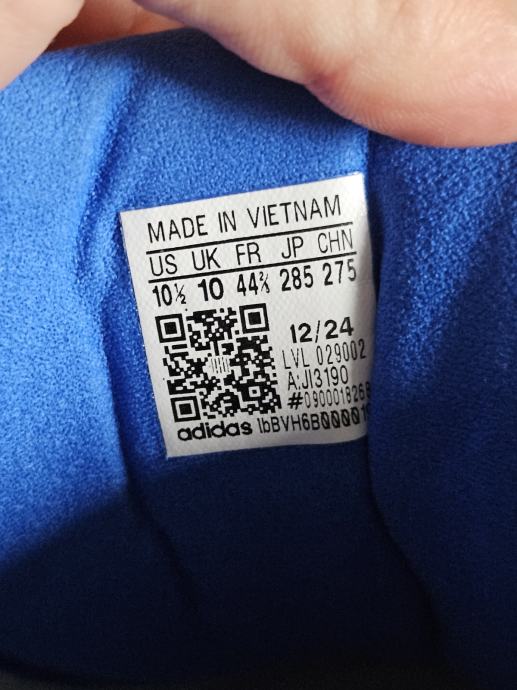 MADE IN VIETNAM
US UK FR JP CHN
10½ 10 44⅔ 285 275
12/24
LVL 029002
A:JI3190
#090001826
adidas